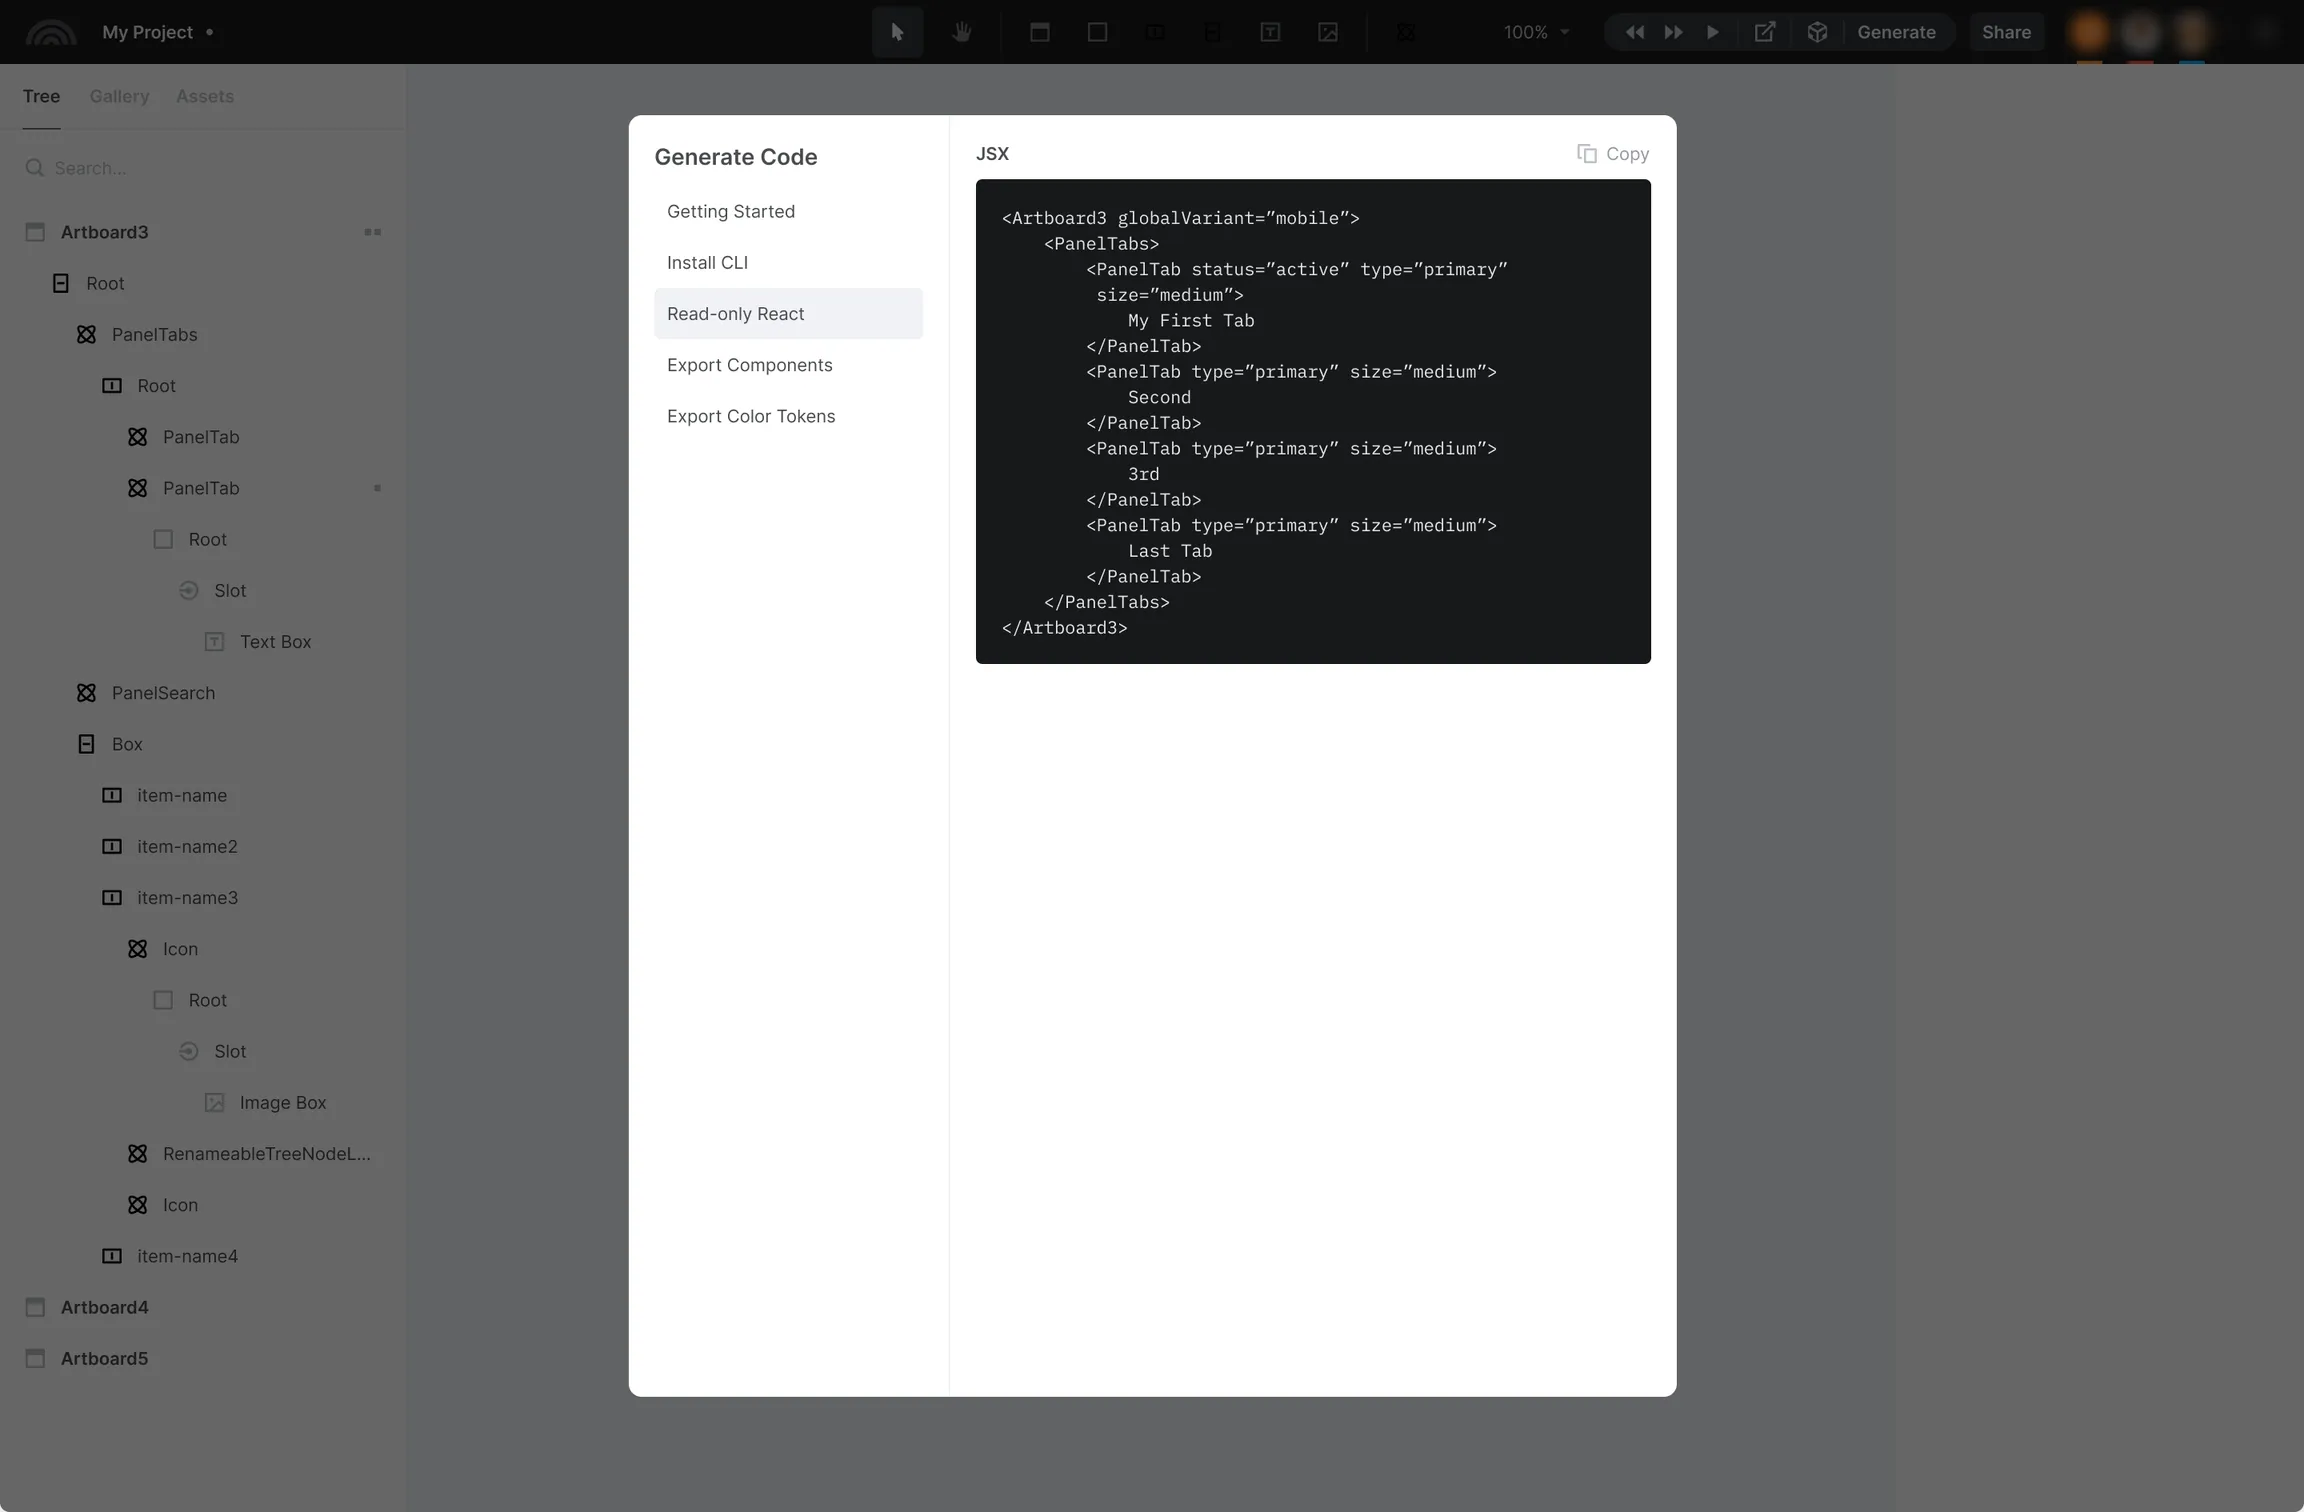 My Project
100%
Generate
Share
Tree
Gallery
Assets
Search...
Artboard3
Root
PanelTabs
Root
PanelTab
PanelTab
Root
Slot
Text Box
PanelSearch
Box
item-name
item-name2
item-name3
Icon
Root
Slot
Image Box
RenameableTreeNodeL...
Icon
item-name4
Artboard4
Artboard5
Generate Code
Getting Started
Install CLI
Read-only React
Export Components
Export Color Tokens
JSX
Copy
<Artboard3 globalVariant=”mobile”>
    <PanelTabs>
        <PanelTab status=”active” type=”primary”
         size=”medium”>
            My First Tab
        </PanelTab>
        <PanelTab type=”primary” size=”medium”>
            Second
        </PanelTab>
        <PanelTab type=”primary” size=”medium”>
            3rd
        </PanelTab>
        <PanelTab type=”primary” size=”medium”>
            Last Tab
        </PanelTab>
    </PanelTabs>
</Artboard3>